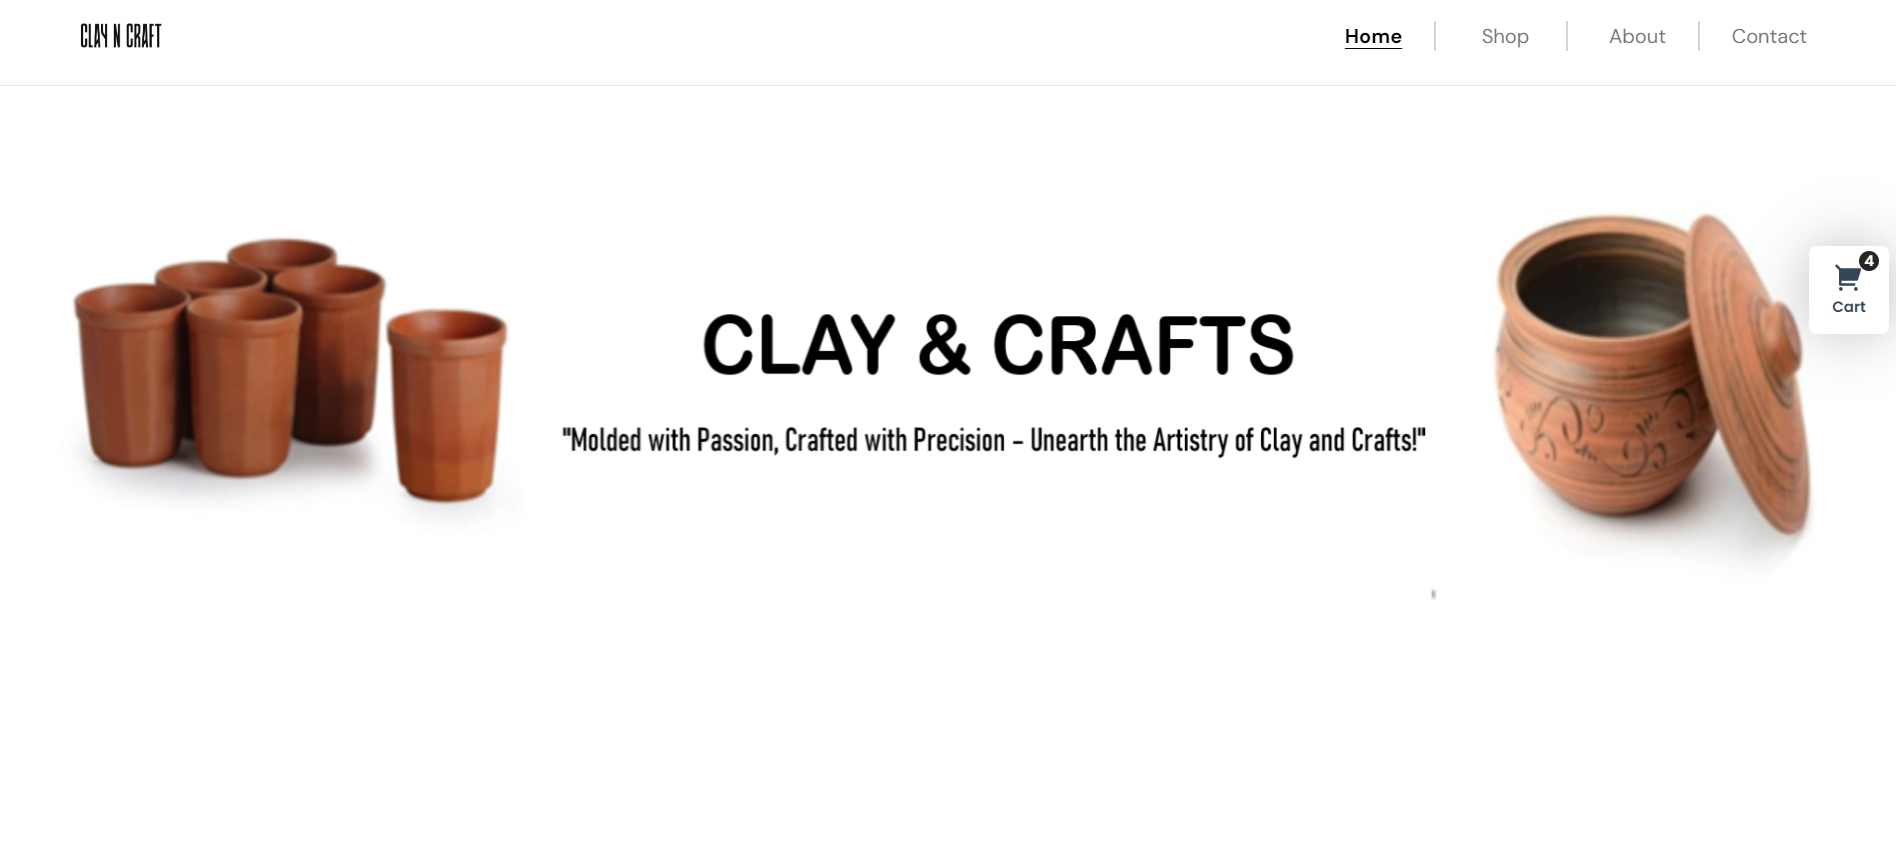 CLAY N CRAFT
Home
Shop
About
Contact
4
Cart
CLAY & CRAFTS
"Molded with Passion, Crafted with Precision – Unearth the Artistry of Clay and Crafts!"